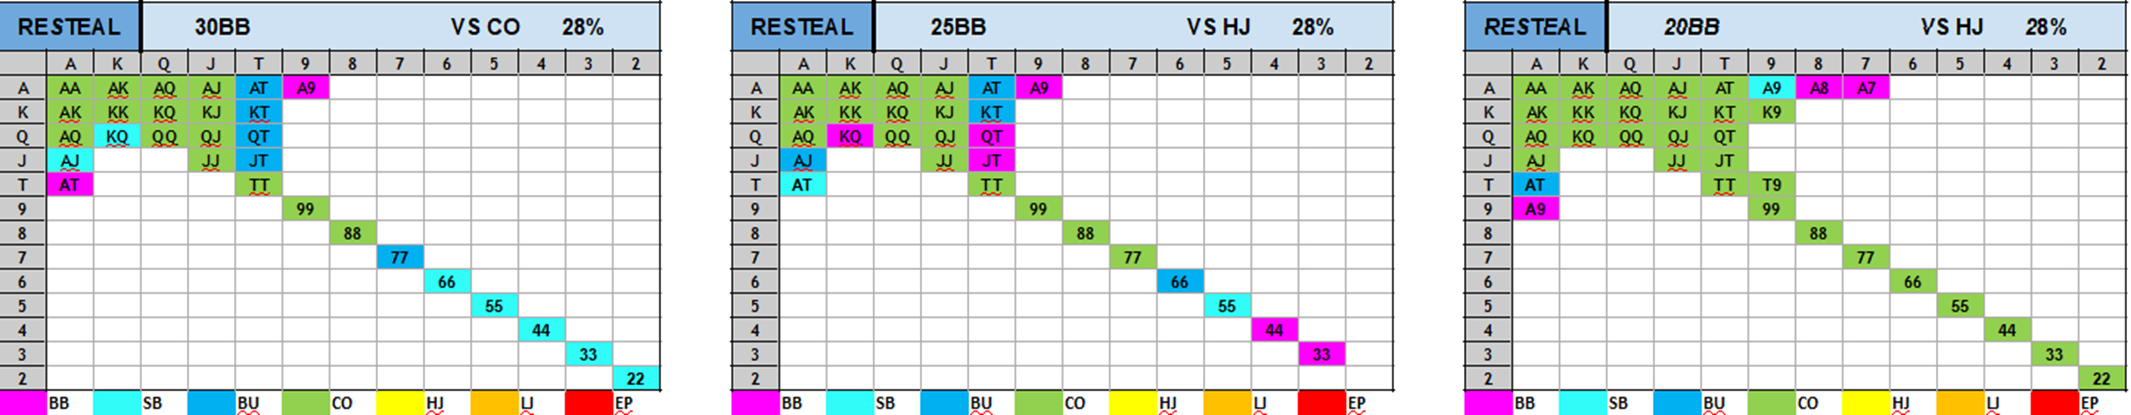 RESTEAL 30BB VS CO 28%
A K Q J T 9 8 7 6 5 4 3 2
A AA AK AQ AJ AT A9
K AK KK KQ KJ KT
Q AQ KQ QQ QJ QT
J AJ JJ JT
T AT TT
9 99
8 88
7 77
6 66
5 55
4 44
3 33
2 22
BB SB BU CO HJ LJ EP
RESTEAL 25BB VS HJ 28%
A K Q J T 9 8 7 6 5 4 3 2
A AA AK AQ AJ AT A9
K AK KK KQ KJ KT
Q AQ KQ QQ QJ QT
J AJ JJ JT
T AT TT
9 99
8 88
7 77
6 66
5 55
4 44
3 33
2
BB SB BU CO HJ LJ EP
RESTEAL 20BB VS HJ 28%
A K Q J T 9 8 7 6 5 4 3 2
A AA AK AQ AJ AT A9 A8 A7
K AK KK KQ KJ KT K9
Q AQ KQ QQ QJ QT
J AJ JJ JT
T AT TT T9
9 A9 99
8 88
7 77
6 66
5 55
4 44
3 33
2 22
BB SB BU CO HJ LJ EP